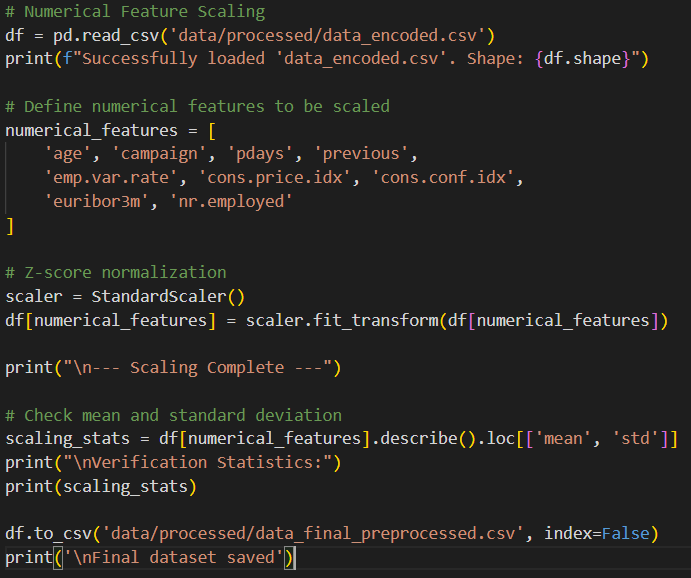 # Numerical Feature Scaling
df = pd.read_csv('data/processed/data_encoded.csv')
print(f"Successfully loaded 'data_encoded.csv'. Shape: {df.shape}")

# Define numerical features to be scaled
numerical_features = [
    'age', 'campaign', 'pdays', 'previous',
    'emp.var.rate', 'cons.price.idx', 'cons.conf.idx',
    'euribor3m', 'nr.employed'
]

# Z-score normalization
scaler = StandardScaler()
df[numerical_features] = scaler.fit_transform(df[numerical_features])

print("\n--- Scaling Complete ---")

# Check mean and standard deviation
scaling_stats = df[numerical_features].describe().loc[['mean', 'std']]
print("\nVerification Statistics:")
print(scaling_stats)

df.to_csv('data/processed/data_final_preprocessed.csv', index=False)
print('\nFinal dataset saved')